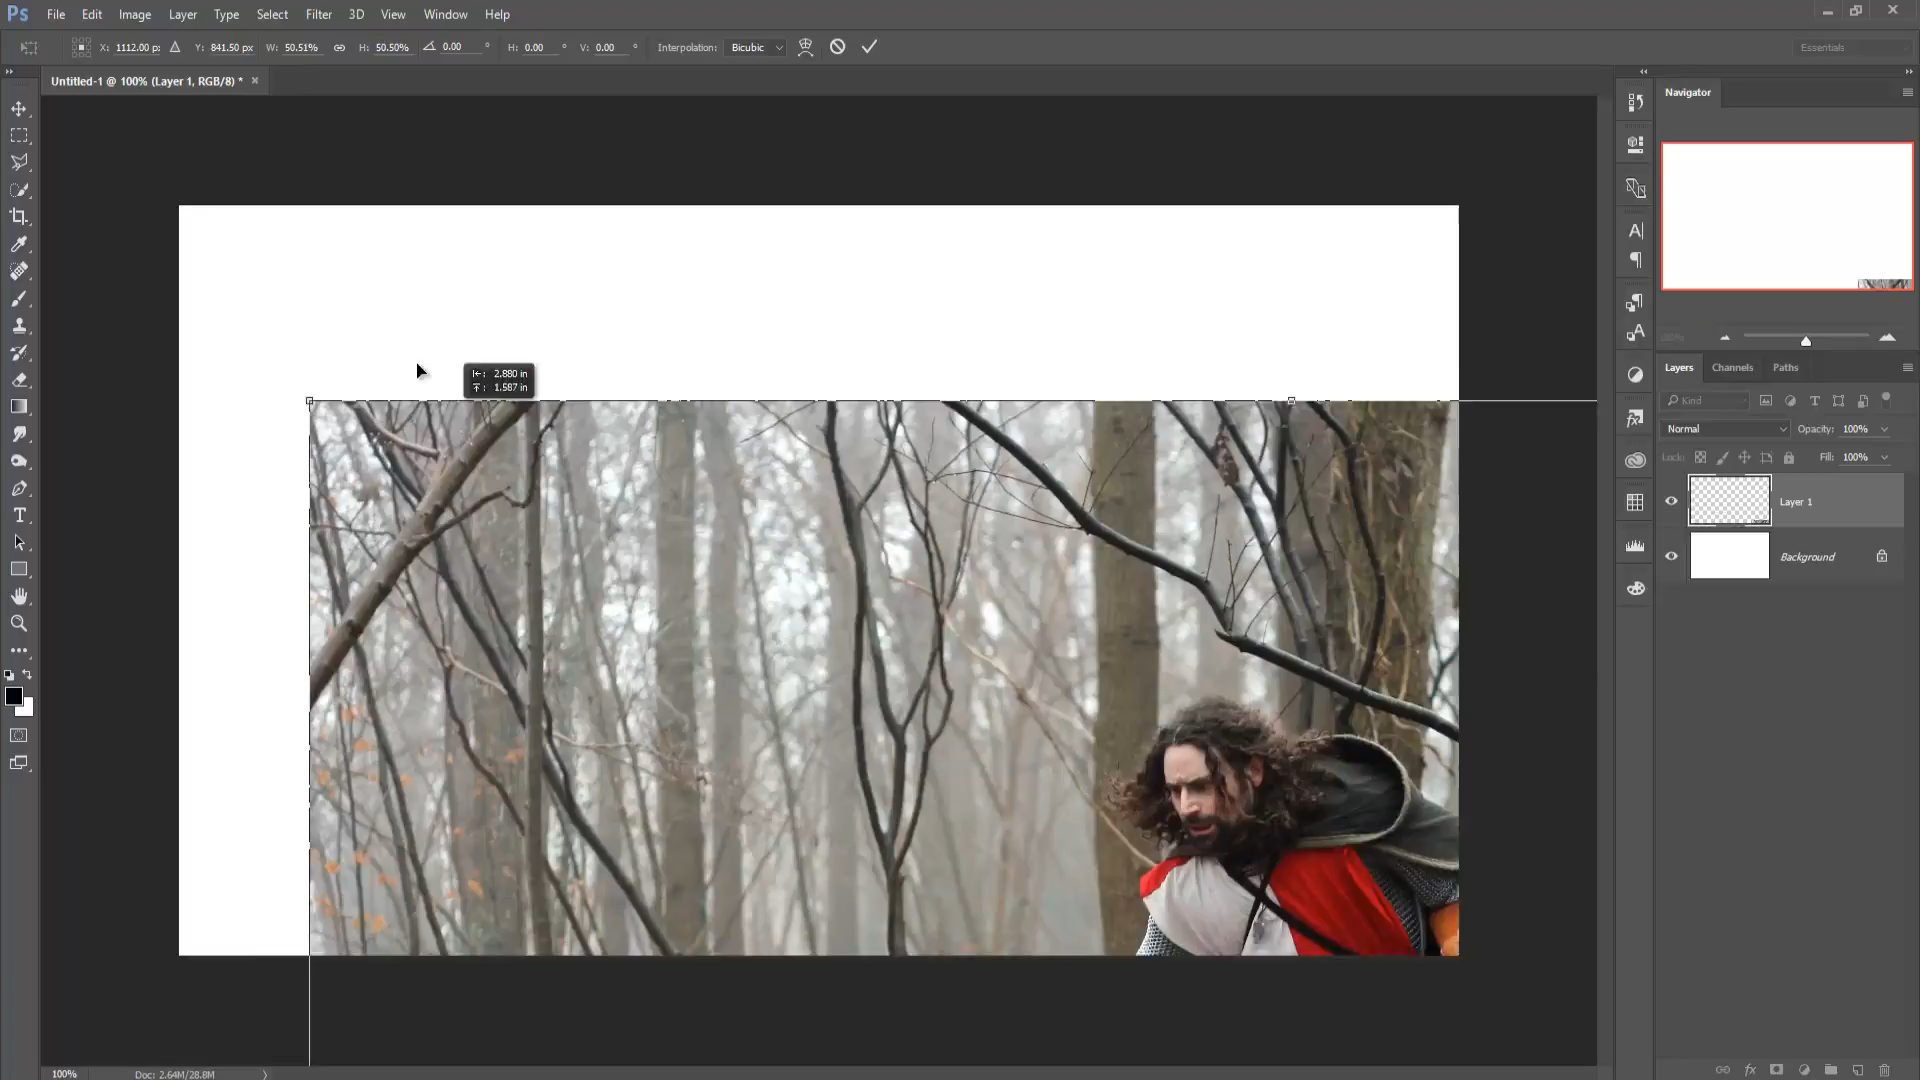 Ps File Edit Image Layer Type Select Filter 3D View Window Help
X: 1112.00 p: Y: 841.50 px W: 50.51% H: 50.50% 0.00 ° H: 0.00 ° V: 0.00 ° Interpolation: Bicubic Essentials
Untitled-1 @ 100% (Layer 1, RGB/8) * ×
Navigator
2.880 in
1.587 in
Layers Channels Paths
Kind
Normal Opacity: 100%
Lock: Fill: 100%
Layer 1
Background
100% Doc: 2.64M/28.8M